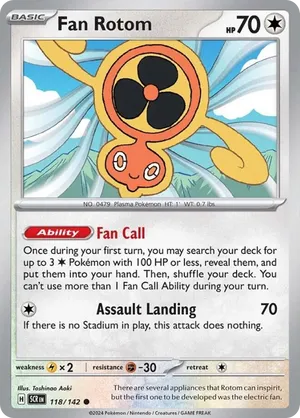 BASIC
Fan Rotom
HP 70
NO. 0479 Plasma Pokémon HT: 1' WT: 0.7 lbs
Ability Fan Call
Once during your first turn, you may search your deck for
up to 3 Pokémon with 100 HP or less, reveal them, and
put them into your hand. Then, shuffle your deck. You
can't use more than 1 Fan Call Ability during your turn.
Assault Landing 70
If there is no Stadium in play, this attack does nothing.
weakness ×2 resistance -30 retreat
Illus. Toshinao Aoki
H SCR EN 118/142
There are several appliances that Rotom can inspirit,
but the first one to be developed was the electric fan.
©2024 Pokémon / Nintendo / Creatures / GAME FREAK